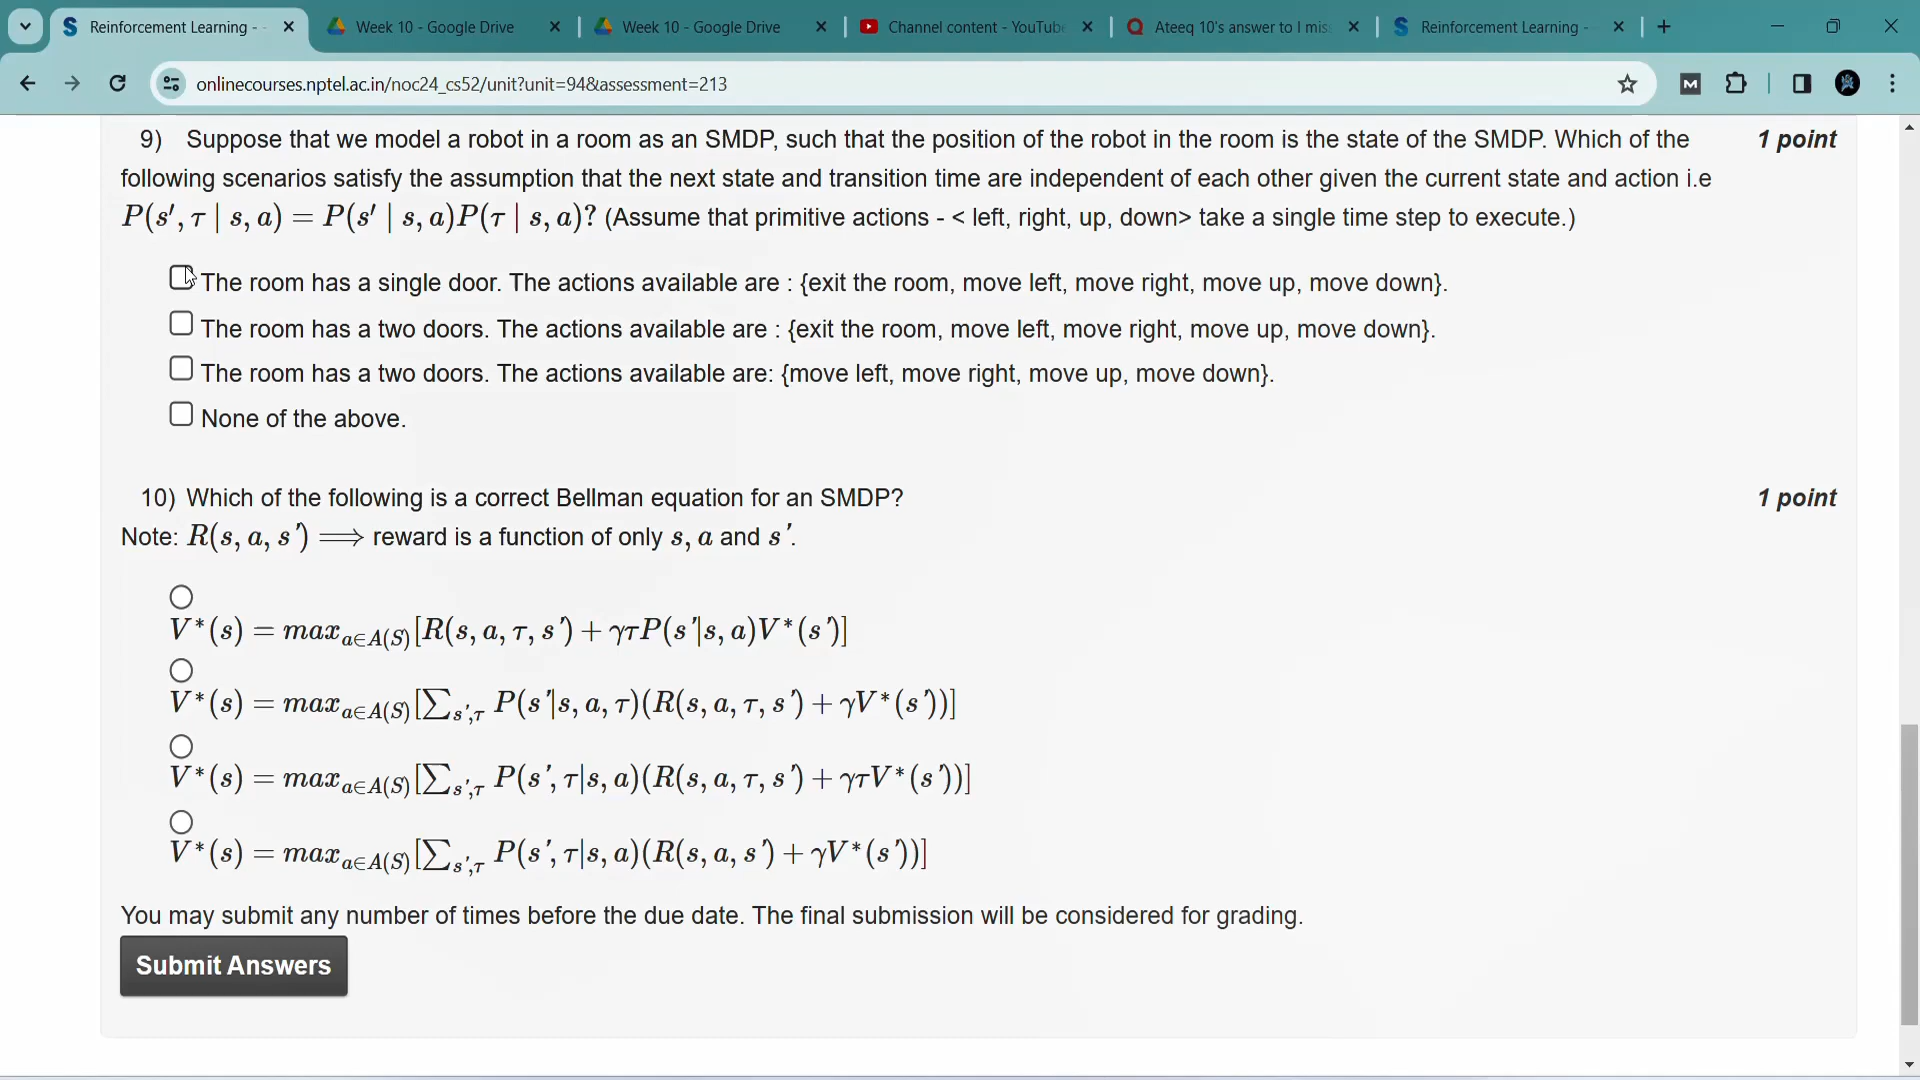 Reinforcement Learning -
Week 10 - Google Drive
Week 10 - Google Drive
Channel content - YouTube
Ateeq 10's answer to I mis
Reinforcement Learning -
onlinecourses.nptel.ac.in/noc24_cs52/unit?unit=94&assessment=213
9) Suppose that we model a robot in a room as an SMDP, such that the position of the robot in the room is the state of the SMDP. Which of the 1 point
following scenarios satisfy the assumption that the next state and transition time are independent of each other given the current state and action i.e
P(s′, τ | s, a) = P(s′ | s, a)P(τ | s, a)? (Assume that primitive actions - < left, right, up, down> take a single time step to execute.)
The room has a single door. The actions available are : {exit the room, move left, move right, move up, move down}.
The room has a two doors. The actions available are : {exit the room, move left, move right, move up, move down}.
The room has a two doors. The actions available are: {move left, move right, move up, move down}.
None of the above.
10) Which of the following is a correct Bellman equation for an SMDP? 1 point
Note: R(s, a, s′) ⟹ reward is a function of only s, a and s′.
V*(s) = max_{a∈A(S)}[R(s, a, τ, s′) + γτP(s′|s, a)V*(s′)]
V*(s) = max_{a∈A(S)}[∑_{s′,τ} P(s′|s, a, τ)(R(s, a, τ, s′) + γV*(s′))]
V*(s) = max_{a∈A(S)}[∑_{s′,τ} P(s′, τ|s, a)(R(s, a, τ, s′) + γτV*(s′))]
V*(s) = max_{a∈A(S)}[∑_{s′,τ} P(s′, τ|s, a)(R(s, a, s′) + γV*(s′))]
You may submit any number of times before the due date. The final submission will be considered for grading.
Submit Answers